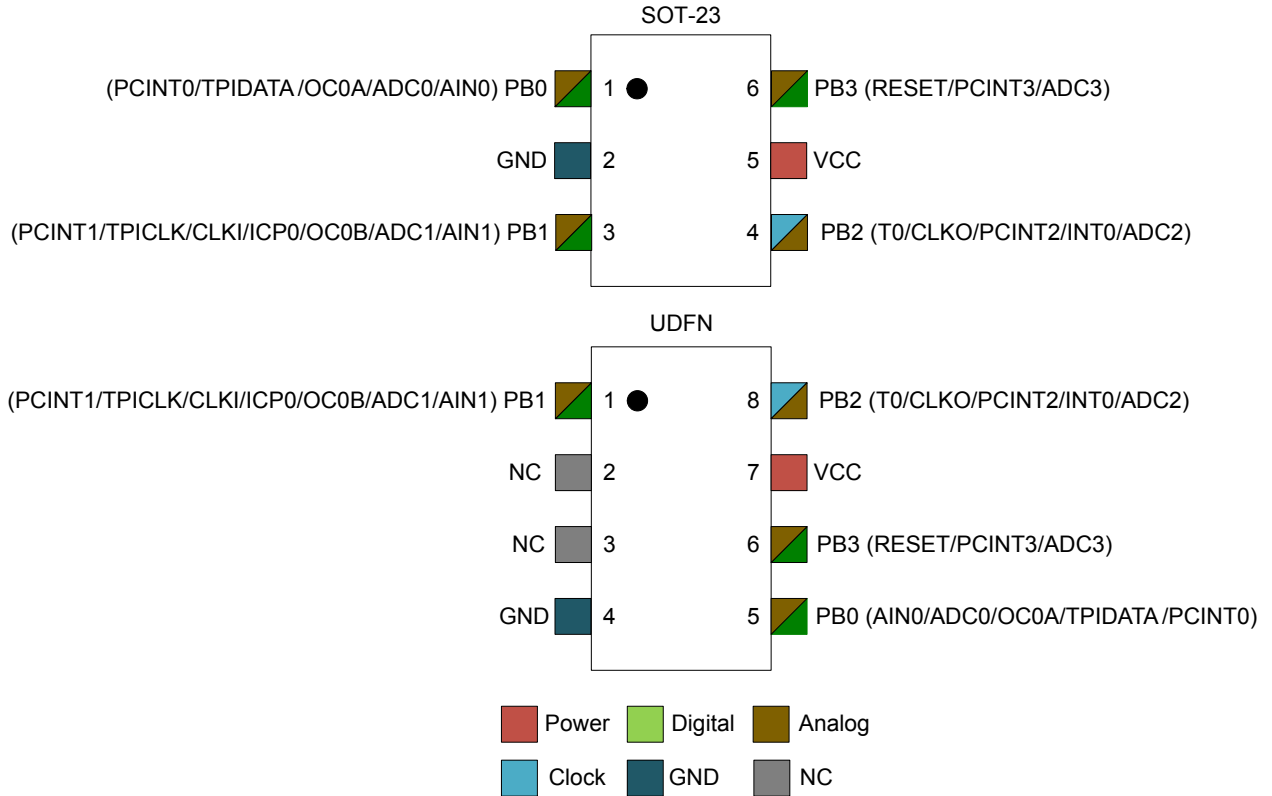 SOT-23
(PCINT0/TPIDATA/OC0A/ADC0/AIN0) PB0 1 6 PB3 (RESET/PCINT3/ADC3)
GND 2 5 VCC
(PCINT1/TPICLK/CLKI/ICP0/OC0B/ADC1/AIN1) PB1 3 4 PB2 (T0/CLKO/PCINT2/INT0/ADC2)
UDFN
(PCINT1/TPICLK/CLKI/ICP0/OC0B/ADC1/AIN1) PB1 1 8 PB2 (T0/CLKO/PCINT2/INT0/ADC2)
NC 2 7 VCC
NC 3 6 PB3 (RESET/PCINT3/ADC3)
GND 4 5 PB0 (AIN0/ADC0/OC0A/TPIDATA/PCINT0)
Power Digital Analog
Clock GND NC